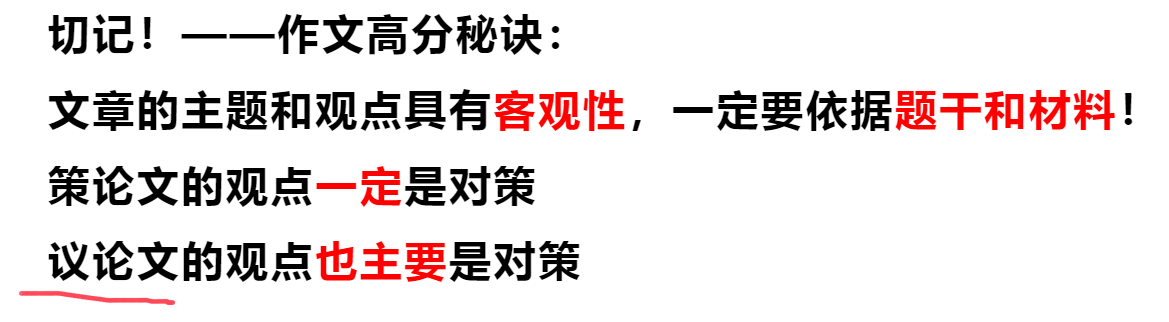 切记！——作文高分秘诀：
文章的主题和观点具有客观性，一定要依据题干和材料！
策论文的观点一定是对策
议论文的观点也主要是对策